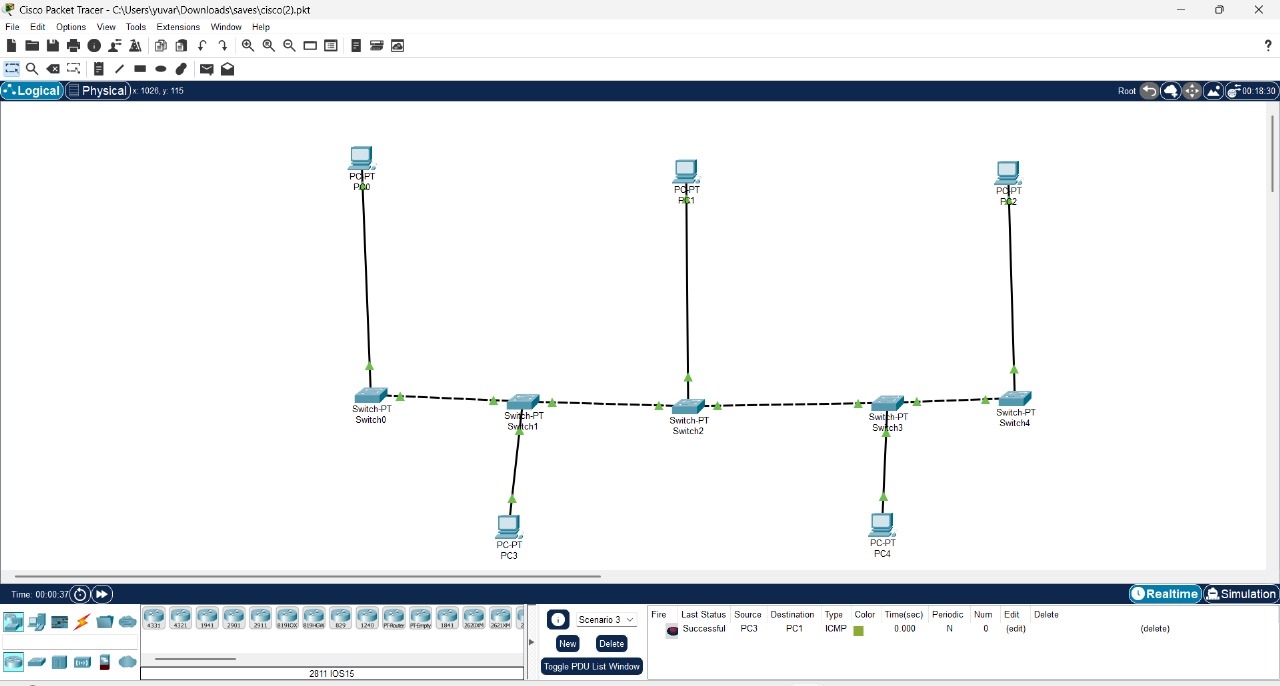 Cisco Packet Tracer - C:\Users\yuvar\Downloads\saves\cisco(2).pkt
File Edit Options View Tools Extensions Window Help
?
Logical Physical x: 1026, y: 115 Root 00:18:30
PC-PT
PC0
PC-PT
PC1
PC-PT
PC2
Switch-PT
Switch0
Switch-PT
Switch1
Switch-PT
Switch2
Switch-PT
Switch3
Switch-PT
Switch4
PC-PT
PC3
PC-PT
PC4
Time: 00:00:37 Realtime Simulation
4331 4321 1941 2901 2911 819IOX 819HGW 829 1240 PT-Router PT-Empty 1841 2620XM 2621XM 2
2811 IOS15
Scenario 3
New Delete
Toggle PDU List Window
Fire Last Status Source Destination Type Color Time(sec) Periodic Num Edit Delete
Successful PC3 PC1 ICMP 0.000 N 0 (edit) (delete)